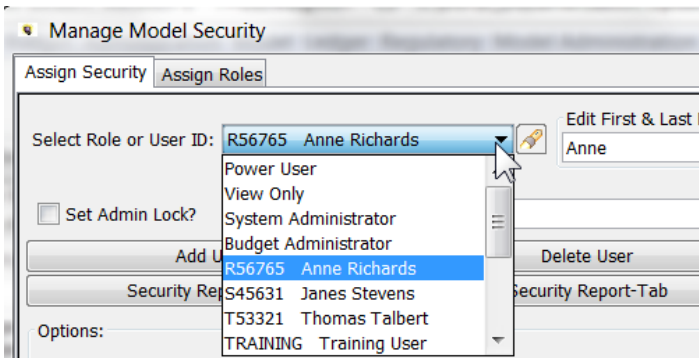 Manage Model Security
Assign Security Assign Roles
Edit First & Last
Select Role or User ID: R56765 Anne Richards Anne
Power User
View Only
Set Admin Lock? System Administrator
Budget Administrator
Add R56765 Anne Richards Delete User
Security S45631 Janes Stevens Security Report-Tab
T53321 Thomas Talbert
Options:
TRAINING Training User